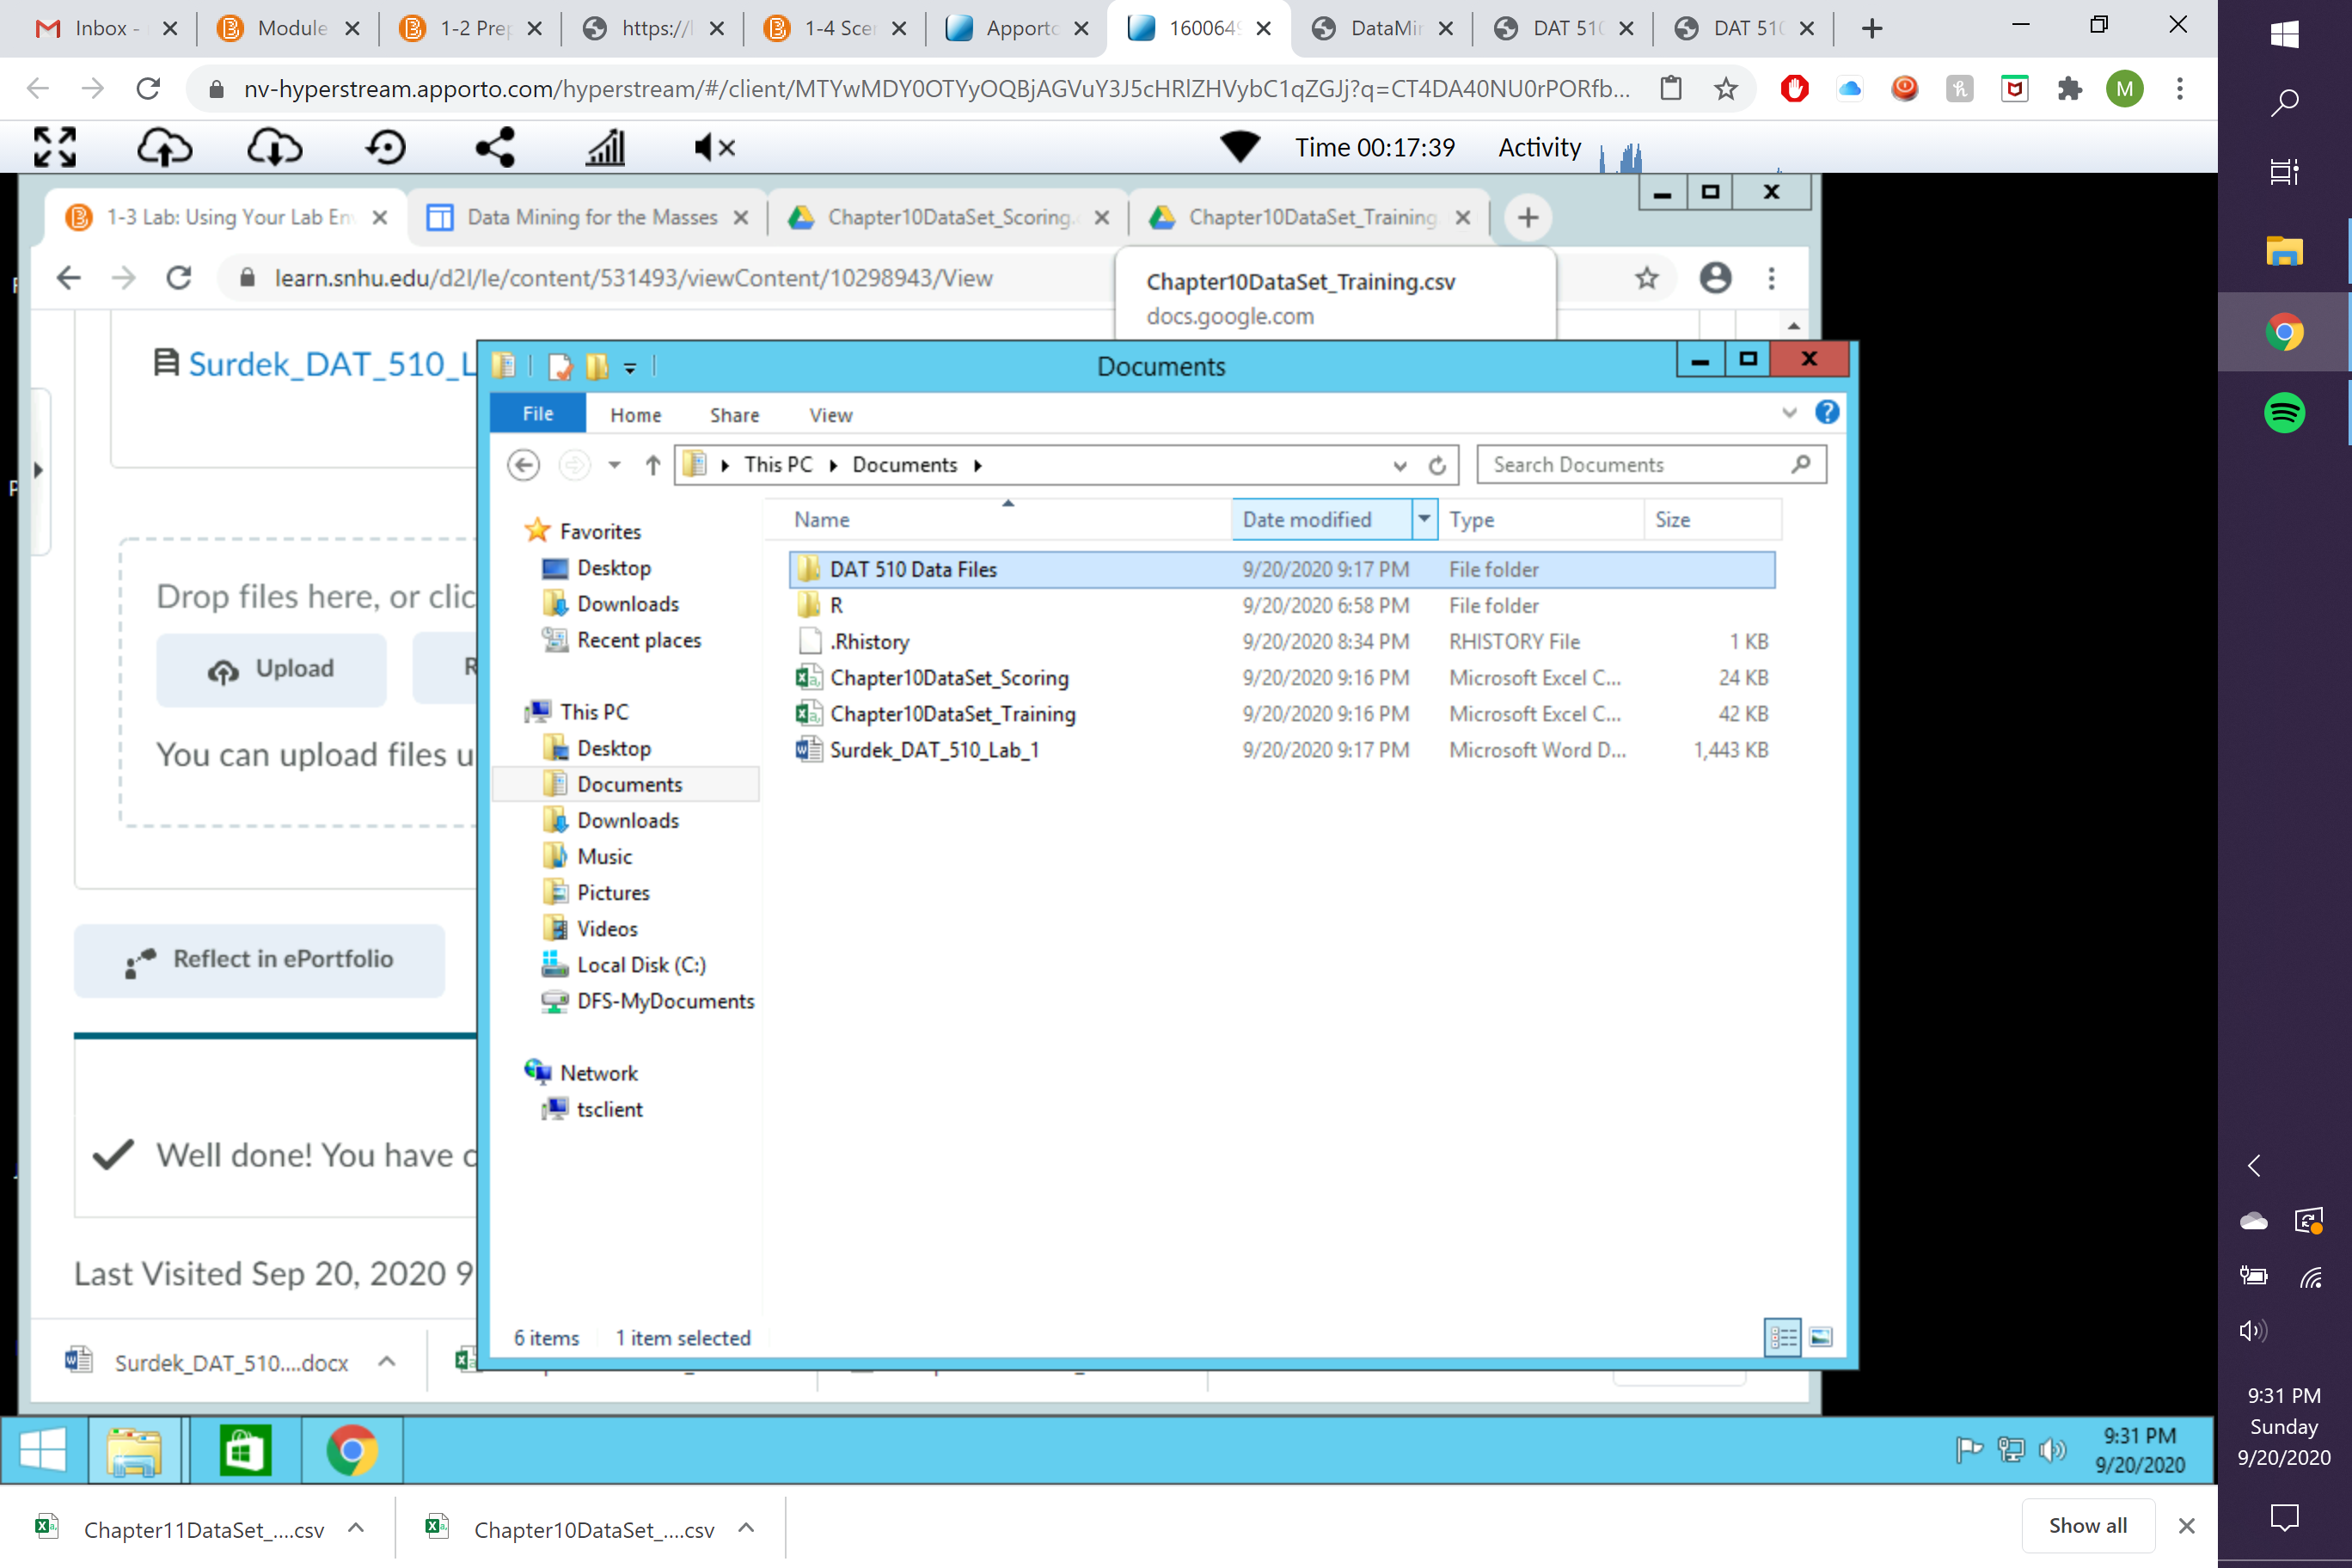 Inbox -
Module
1-2 Prep
https://l
1-4 Scen
Apporto
1600649
DataMin
DAT 510
DAT 510
nv-hyperstream.apporto.com/hyperstream/#/client/MTYwMDY0OTYyOQBjAGVuY3J5cHRlZHVybC1qZGJj?q=CT4DA40NU0rPORfb...
M
Time 00:17:39
Activity
1-3 Lab: Using Your Lab Env
Data Mining for the Masses
Chapter10DataSet_Scoring.
Chapter10DataSet_Training
learn.snhu.edu/d2l/le/content/531493/viewContent/10298943/View
Chapter10DataSet_Training.csv
docs.google.com
Surdek_DAT_510_L
Documents
File
Home
Share
View
This PC
Documents
Search Documents
Name
Date modified
Type
Size
Favorites
Desktop
Downloads
Recent places
This PC
Desktop
Documents
Downloads
Music
Pictures
Videos
Local Disk (C:)
DFS-MyDocuments
Network
tsclient
DAT 510 Data Files 9/20/2020 9:17 PM File folder
R 9/20/2020 6:58 PM File folder
.Rhistory 9/20/2020 8:34 PM RHISTORY File 1 KB
Chapter10DataSet_Scoring 9/20/2020 9:16 PM Microsoft Excel C... 24 KB
Chapter10DataSet_Training 9/20/2020 9:16 PM Microsoft Excel C... 42 KB
Surdek_DAT_510_Lab_1 9/20/2020 9:17 PM Microsoft Word D... 1,443 KB
6 items 1 item selected
Drop files here, or clic
Upload
R
You can upload files u
Reflect in ePortfolio
Well done! You have c
Last Visited Sep 20, 2020 9
Surdek_DAT_510....docx
9:31 PM
9/20/2020
Chapter11DataSet_....csv
Chapter10DataSet_....csv
Show all
9:31 PM
Sunday
9/20/2020